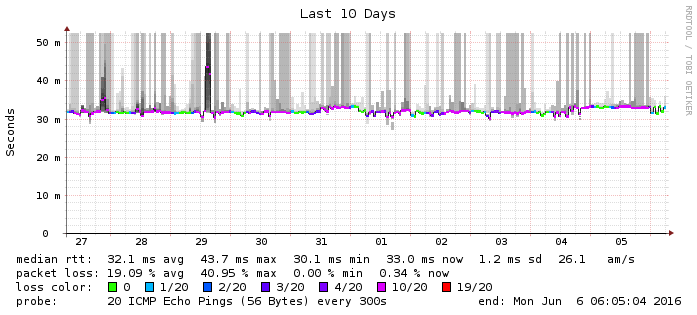 Last 10 Days
RRDTOOL / TOBI OETIKER
Seconds
50 m
40 m
30 m
20 m
10 m
0
27 28 29 30 31 01 02 03 04 05
median rtt: 32.1 ms avg 43.7 ms max 30.1 ms min 33.0 ms now 1.2 ms sd 26.1 am/s
packet loss: 19.09 % avg 40.95 % max 0.00 % min 0.34 % now
loss color: 0 1/20 2/20 3/20 4/20 10/20 19/20
probe: 20 ICMP Echo Pings (56 Bytes) every 300s end: Mon Jun 6 06:05:04 2016